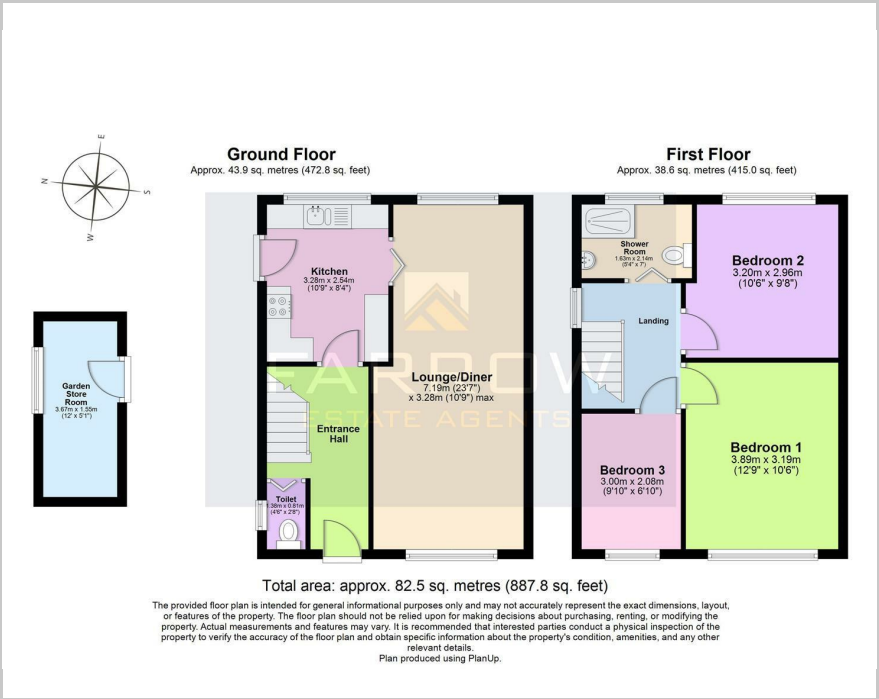 E
N
S
W
Ground Floor
Approx. 43.9 sq. metres (472.8 sq. feet)
First Floor
Approx. 38.6 sq. metres (415.0 sq. feet)
Kitchen
3.28m x 2.54m
(10'9" x 8'4")
Lounge/Diner
7.19m (23'7")
x 3.28m (10'9") max
Entrance
Hall
Toilet
1.38m x 0.81m
(4'6" x 2'8")
Garden
Store
Room
3.67m x 1.55m
(12' x 5'1")
Shower
Room
1.63m x 2.14m
(5'4" x 7')
Bedroom 2
3.20m x 2.96m
(10'6" x 9'8")
Landing
Bedroom 1
3.89m x 3.19m
(12'9" x 10'6")
Bedroom 3
3.00m x 2.08m
(9'10" x 6'10")
FARROW
ESTATE AGENTS
Total area: approx. 82.5 sq. metres (887.8 sq. feet)
The provided floor plan is intended for general informational purposes only and may not accurately represent the exact dimensions, layout,
or features of the property. The floor plan should not be relied upon for making decisions about purchasing, renting, or modifying the
property. Actual measurements and features may vary. It is recommended that interested parties conduct a physical inspection of the
property to verify the accuracy of the floor plan and obtain specific information about the property's condition, amenities, and any other
relevant details.
Plan produced using PlanUp.